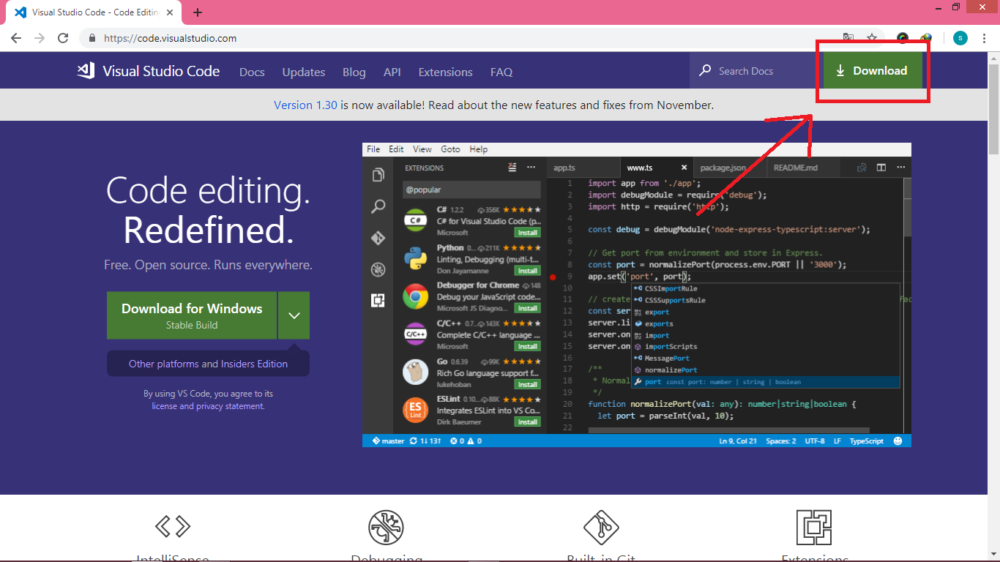 Visual Studio Code - Code Editin
https://code.visualstudio.com
s
Visual Studio Code Docs Updates Blog API Extensions FAQ Search Docs Download
Version 1.30 is now available! Read about the new features and fixes from November.
Code editing.
Redefined.
Free. Open source. Runs everywhere.
Download for Windows
Stable Build
Other platforms and Insiders Edition
By using VS Code, you agree to its
license and privacy statement.
File Edit View Goto Help
EXTENSIONS
@popular
C# 1.2.2 356K
C#
C# for Visual Studio Code (p...
Microsoft Install
Python 0.... 211K
Linting, Debugging (multi-t...
Don Jayamanne Install
Debugger for Chrome 148
Debug your JavaScript code...
Microsoft JS Diagno... Install
C/C++ 0.7... 143K
C/C++
Complete C/C++ language ...
Microsoft Install
Go 0.6.39 99K
Rich Go language support f...
lukehoban Install
ESLint 0.10... 88K
ES
Lint
Integrates ESLint into VS Co...
Dirk Baeumer Install
app.ts www.ts package.json README.md
1 import app from './app';
2 import debugModule = require('debug');
3 import http = require('http');
4
5 const debug = debugModule('node-express-typescript:server');
6
7 // Get port from environment and store in Express.
8 const port = normalizePort(process.env.PORT || '3000');
9 app.set('port', port);
10 CSSImportRule
CSSSupportsRule
11 // create
12 const ser export
13 server.li exports
14 server.on import
15 server.on importScripts
16 MessagePort
17 /** normalizePort
18 * Normal port const port: number | string | boolean
19 */
20 function normalizePort(val: any): number|string|boolean {
21 let port = parseInt(val, 10);
22
master 1↓ 13↑ 0 0 Ln 9, Col 21 Spaces: 2 UTF-8 LF TypeScript
IntelliSense Debugging Built-in Git Extensions